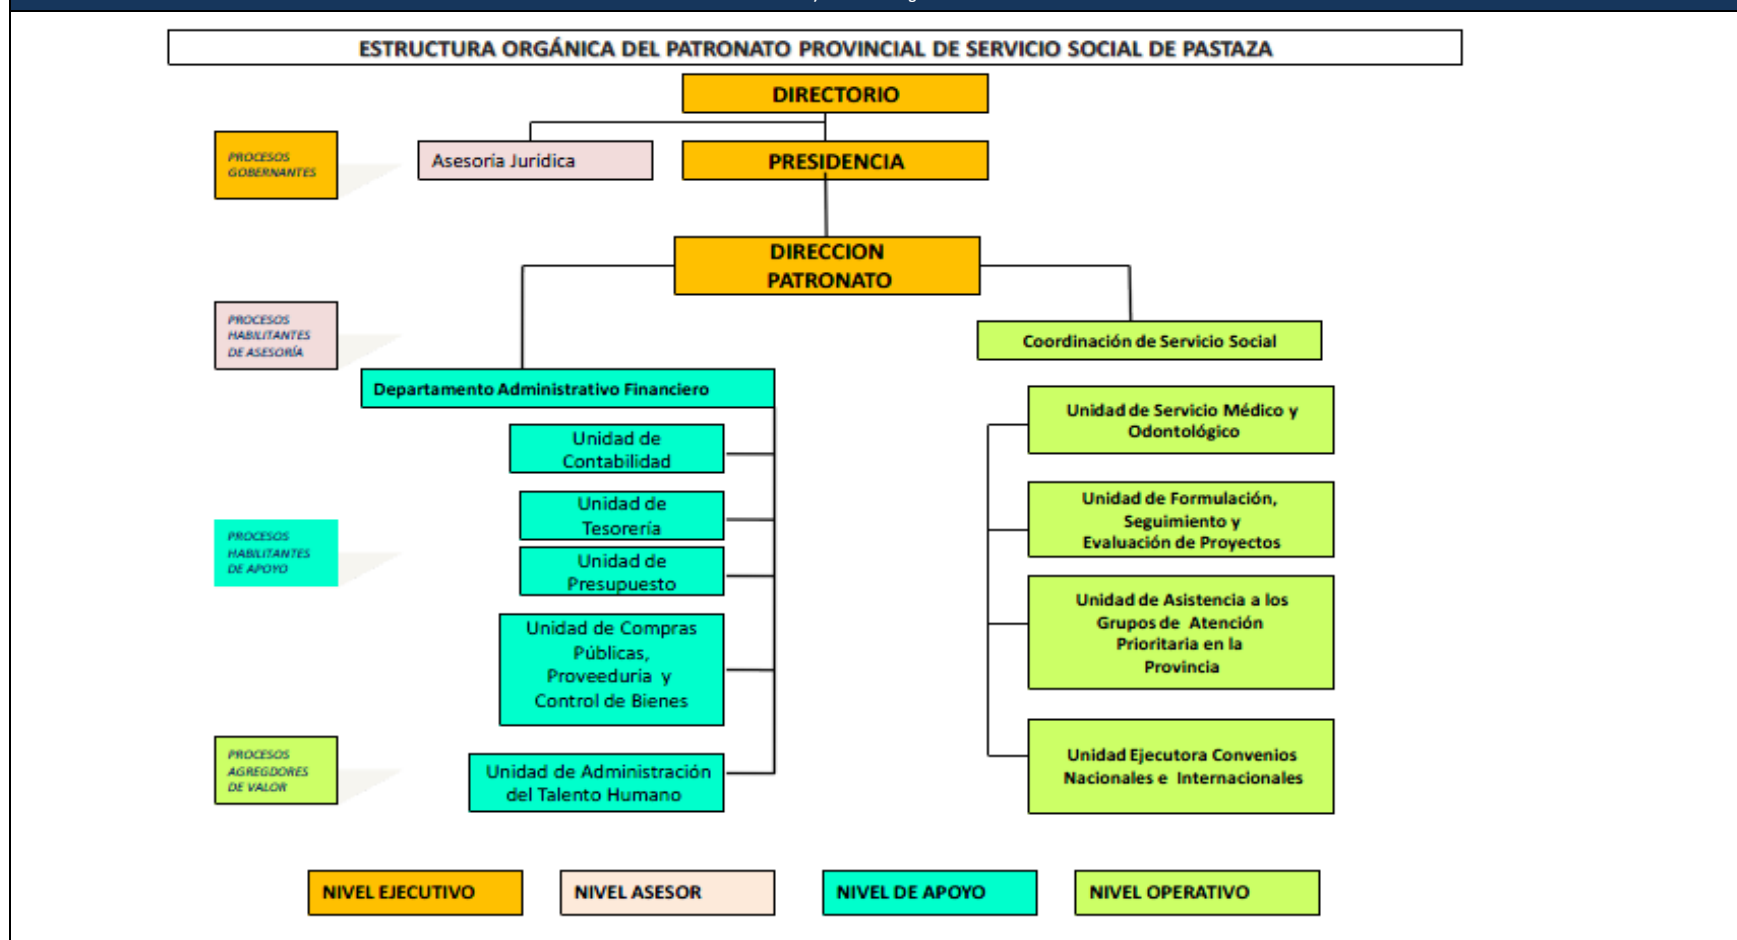 ESTRUCTURA ORGÁNICA DEL PATRONATO PROVINCIAL DE SERVICIO SOCIAL DE PASTAZA
DIRECTORIO
PROCESOS
GOBERNANTES
Asesoría Juridica
PRESIDENCIA
DIRECCION
PATRONATO
PROCESOS
HABILITANTES
DE ASESORÍA
Coordinación de Servicio Social
Departamento Administrativo Financiero
Unidad de
Contabilidad
Unidad de
Tesorería
Unidad de
Presupuesto
Unidad de Compras
Públicas,
Proveeduría y
Control de Bienes
Unidad de Administración
del Talento Humano
Unidad de Servicio Médico y
Odontológico
Unidad de Formulación,
Seguimiento y
Evaluación de Proyectos
Unidad de Asistencia a los
Grupos de Atención
Prioritaria en la
Provincia
Unidad Ejecutora Convenios
Nacionales e Internacionales
PROCESOS
HABILITANTES
DE APOYO
PROCESOS
AGREGDORES
DE VALOR
NIVEL EJECUTIVO
NIVEL ASESOR
NIVEL DE APOYO
NIVEL OPERATIVO